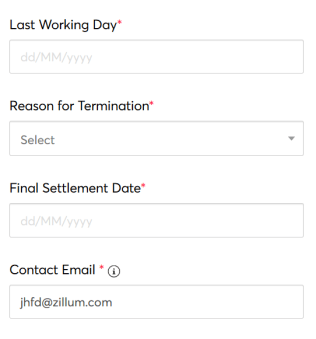 Last Working Day*
dd/MM/yyyy
Reason for Termination*
Select
Final Settlement Date*
dd/MM/yyyy
Contact Email *
jhfd@zillum.com